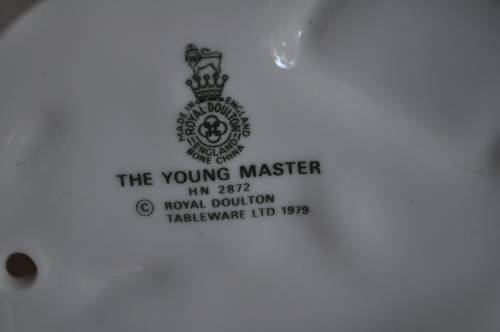 MADE IN ENGLAND
ROYAL·DOULTON
ENGLAND
BONE CHINA
THE YOUNG MASTER
HN 2872
© ROYAL DOULTON
TABLEWARE LTD 1979